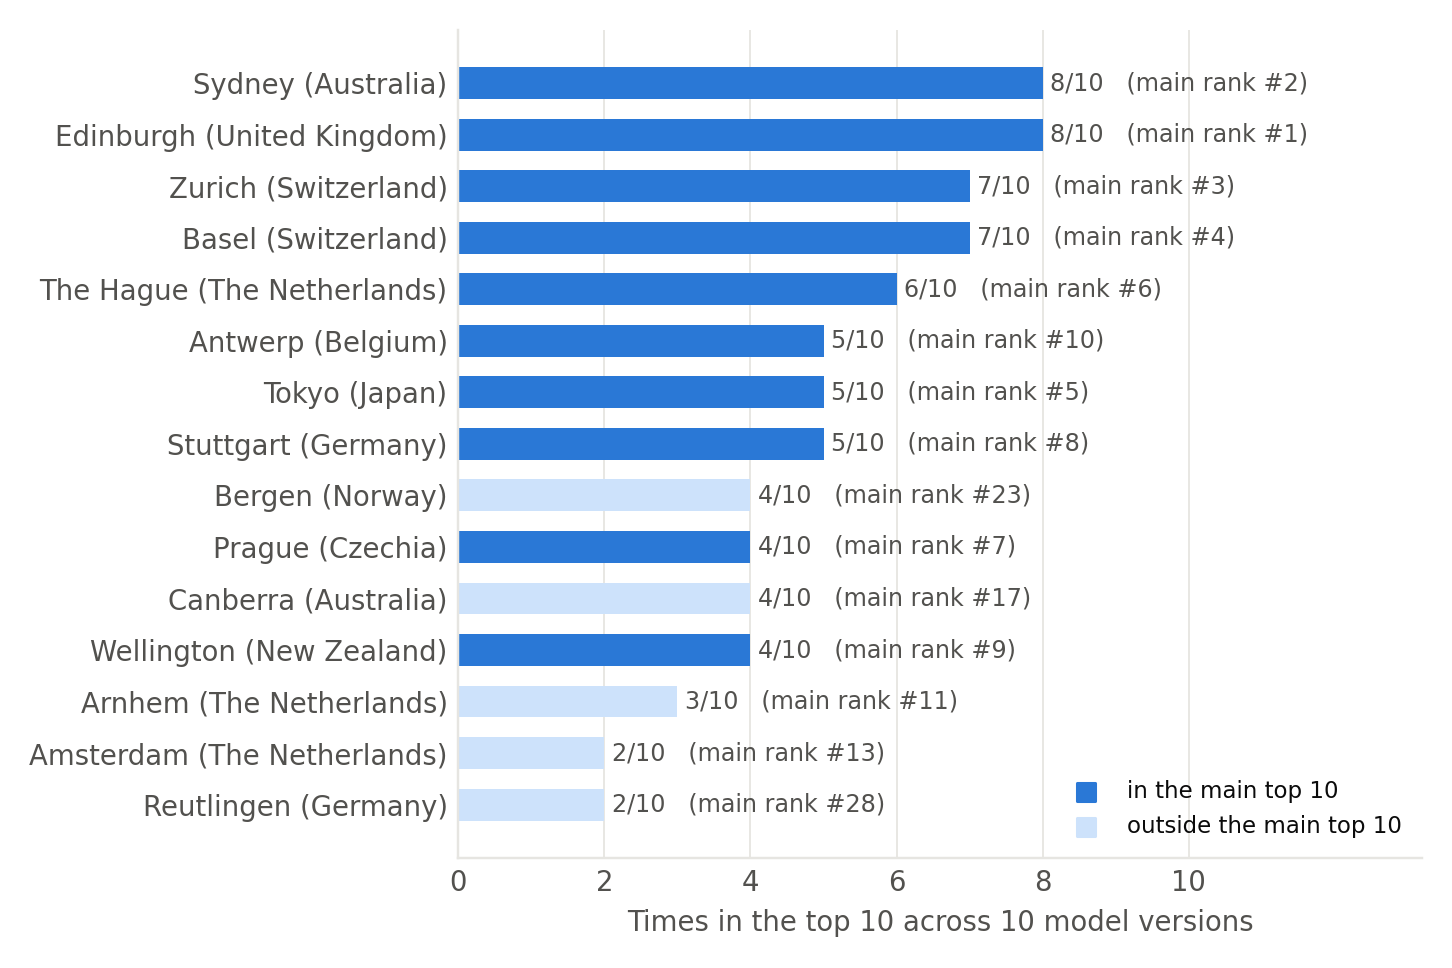 Sydney (Australia) 8/10 (main rank #2)
Edinburgh (United Kingdom) 8/10 (main rank #1)
Zurich (Switzerland) 7/10 (main rank #3)
Basel (Switzerland) 7/10 (main rank #4)
The Hague (The Netherlands) 6/10 (main rank #6)
Antwerp (Belgium) 5/10 (main rank #10)
Tokyo (Japan) 5/10 (main rank #5)
Stuttgart (Germany) 5/10 (main rank #8)
Bergen (Norway) 4/10 (main rank #23)
Prague (Czechia) 4/10 (main rank #7)
Canberra (Australia) 4/10 (main rank #17)
Wellington (New Zealand) 4/10 (main rank #9)
Arnhem (The Netherlands) 3/10 (main rank #11)
Amsterdam (The Netherlands) 2/10 (main rank #13)
Reutlingen (Germany) 2/10 (main rank #28)
in the main top 10
outside the main top 10
0 2 4 6 8 10
Times in the top 10 across 10 model versions